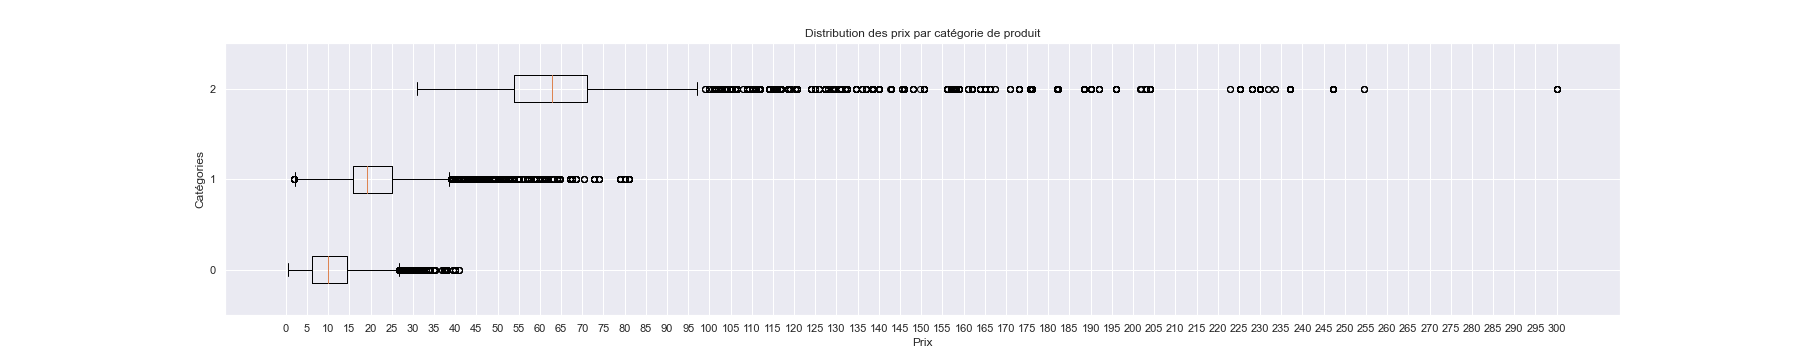 Distribution des prix par catégorie de produit
Catégories
2
1
0
0 5 10 15 20 25 30 35 40 45 50 55 60 65 70 75 80 85 90 95 100 105 110 115 120 125 130 135 140 145 150 155 160 165 170 175 180 185 190 195 200 205 210 215 220 225 230 235 240 245 250 255 260 265 270 275 280 285 290 295 300
Prix